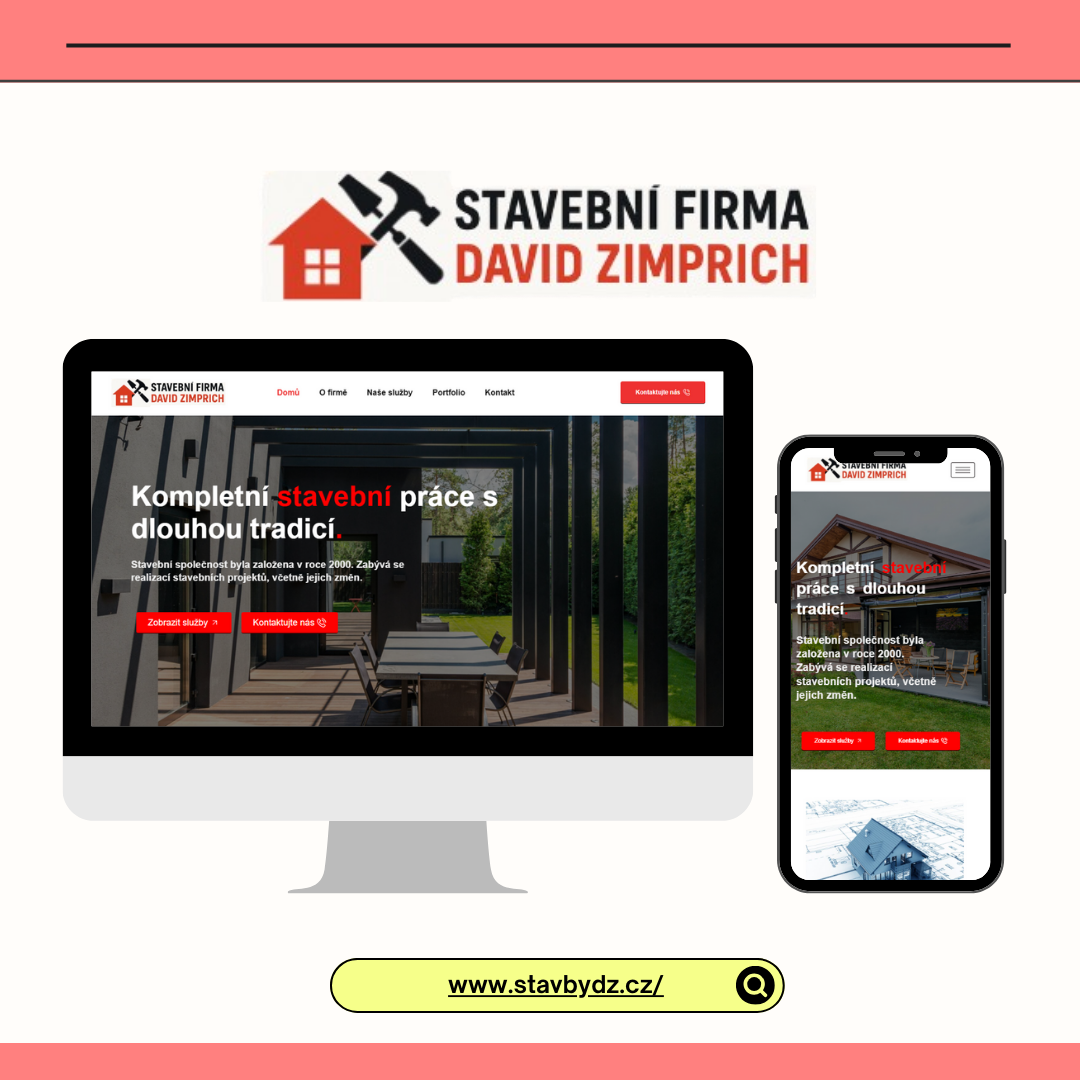 STAVEBNÍ FIRMA
DAVID ZIMPRICH
STAVEBNÍ FIRMA
DAVID ZIMPRICH
Domů
O firmě
Naše služby
Portfolio
Kontakt
Kontaktujte nás
Kompletní stavební práce s
dlouhou tradicí.
Stavební společnost byla založena v roce 2000. Zabývá se
realizací stavebních projektů, včetně jejich změn.
Zobrazit služby
Kontaktujte nás
STAVEBNÍ FIRMA
DAVID ZIMPRICH
Kompletní stavební
práce s dlouhou
tradicí
Stavební společnost byla
založena v roce 2000.
Zabývá se realizací
stavebních projektů, včetně
jejich změn.
Zobrazit služby
Kontaktujte nás
www.stavbydz.cz/